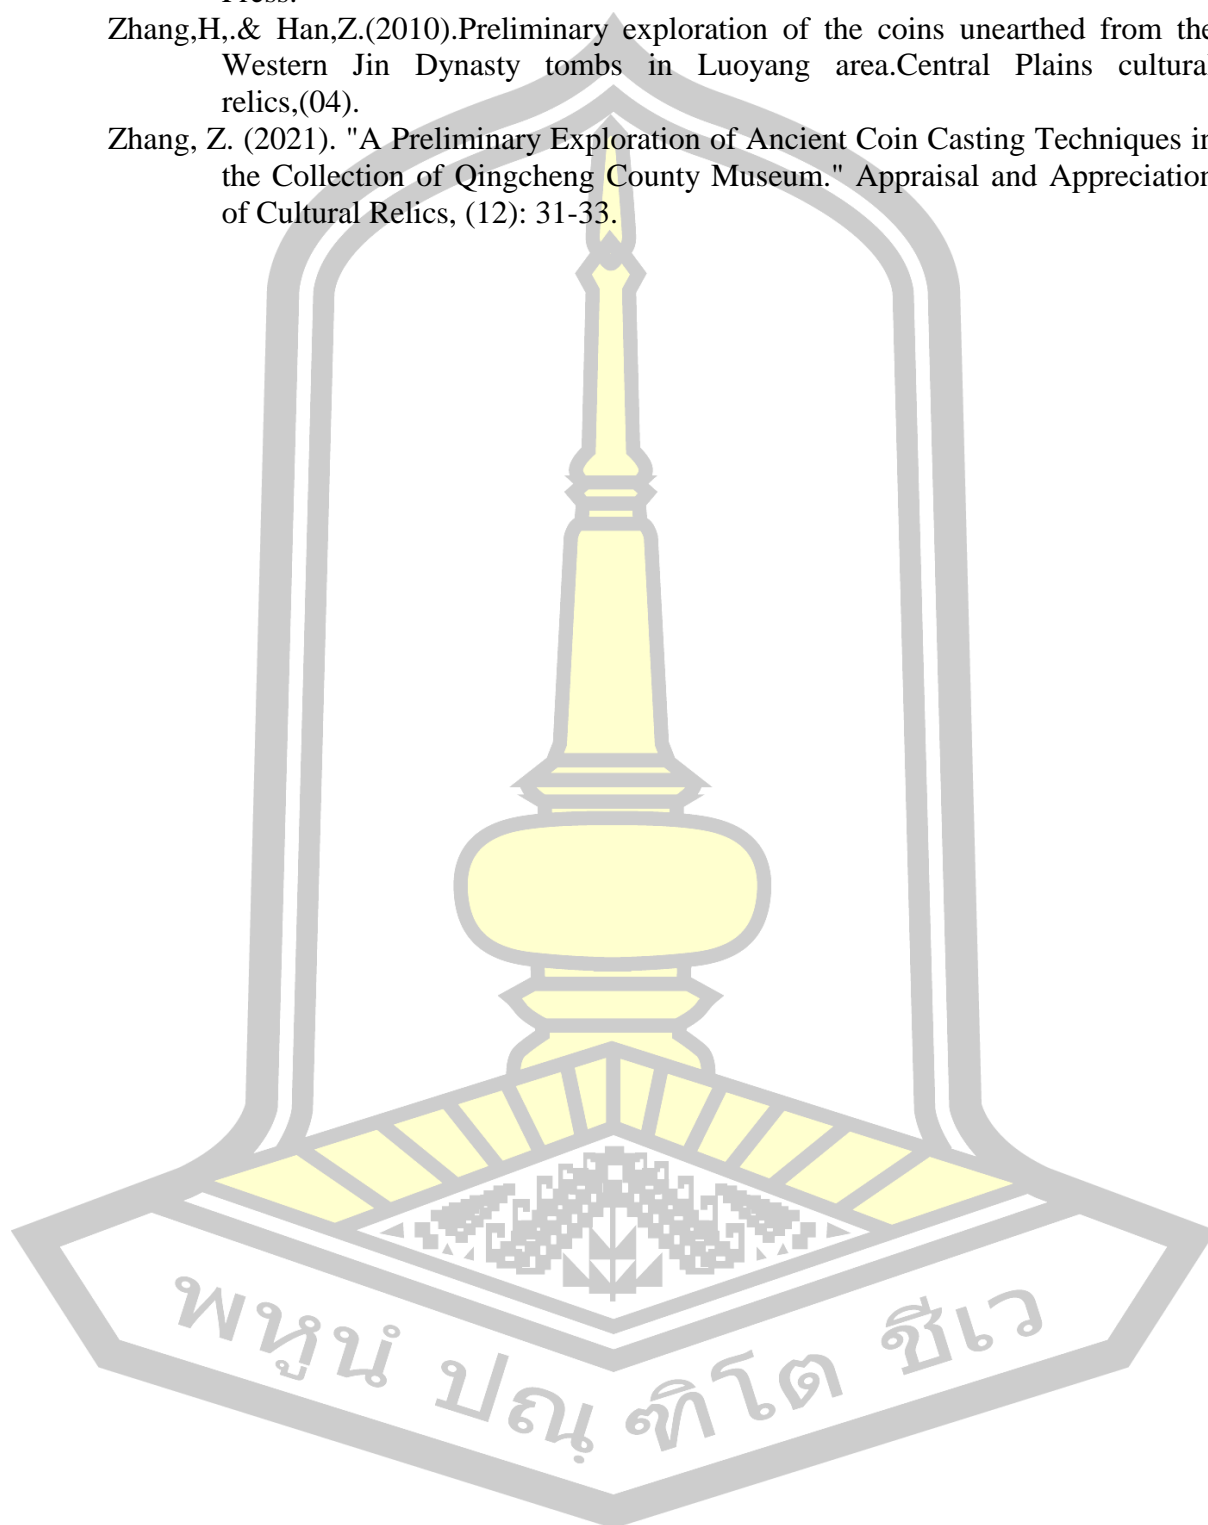 Press.
Zhang,H,.& Han,Z.(2010).Preliminary exploration of the coins unearthed from the
Western Jin Dynasty tombs in Luoyang area.Central Plains cultural
relics,(04).
Zhang, Z. (2021). "A Preliminary Exploration of Ancient Coin Casting Techniques in
the Collection of Qingcheng County Museum." Appraisal and Appreciation
of Cultural Relics, (12): 31-33.
พหูนํ ปณฺฑิโต ชีเว